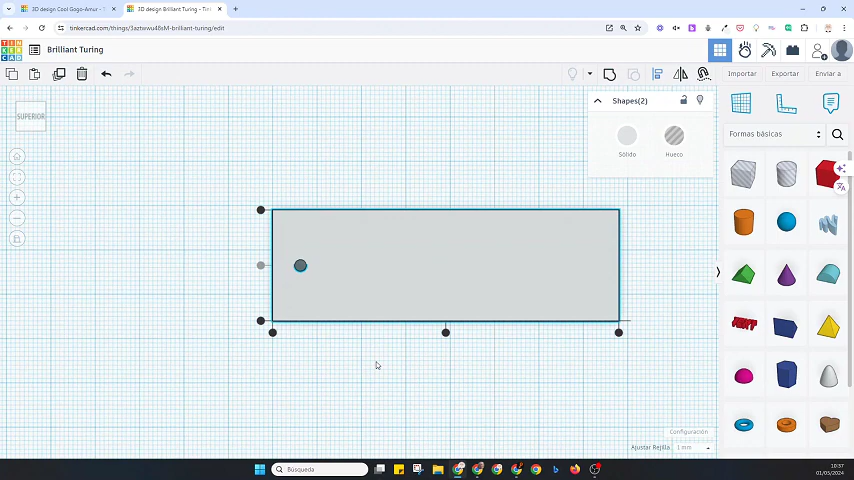 3D design Cool Gogo-Amur - T
3D design Brilliant Turing - Tin
tinkercad.com/things/3aztwwu48sM-brilliant-turing/edit
TIN
KER
CAD
Brilliant Turing
Importar
Exportar
Enviar a
SUPERIOR
Shapes(2)
Sólido
Hueco
Formas básicas
Configuración
Ajustar Rejilla
1 mm
Búsqueda
10:37
01/05/2024